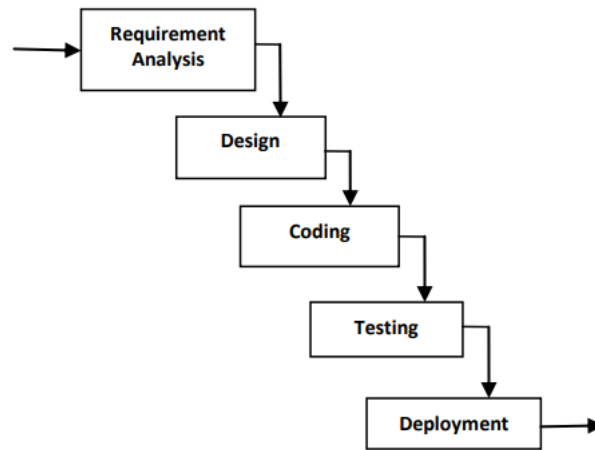 Requirement
Analysis
Design
Coding
Testing
Deployment